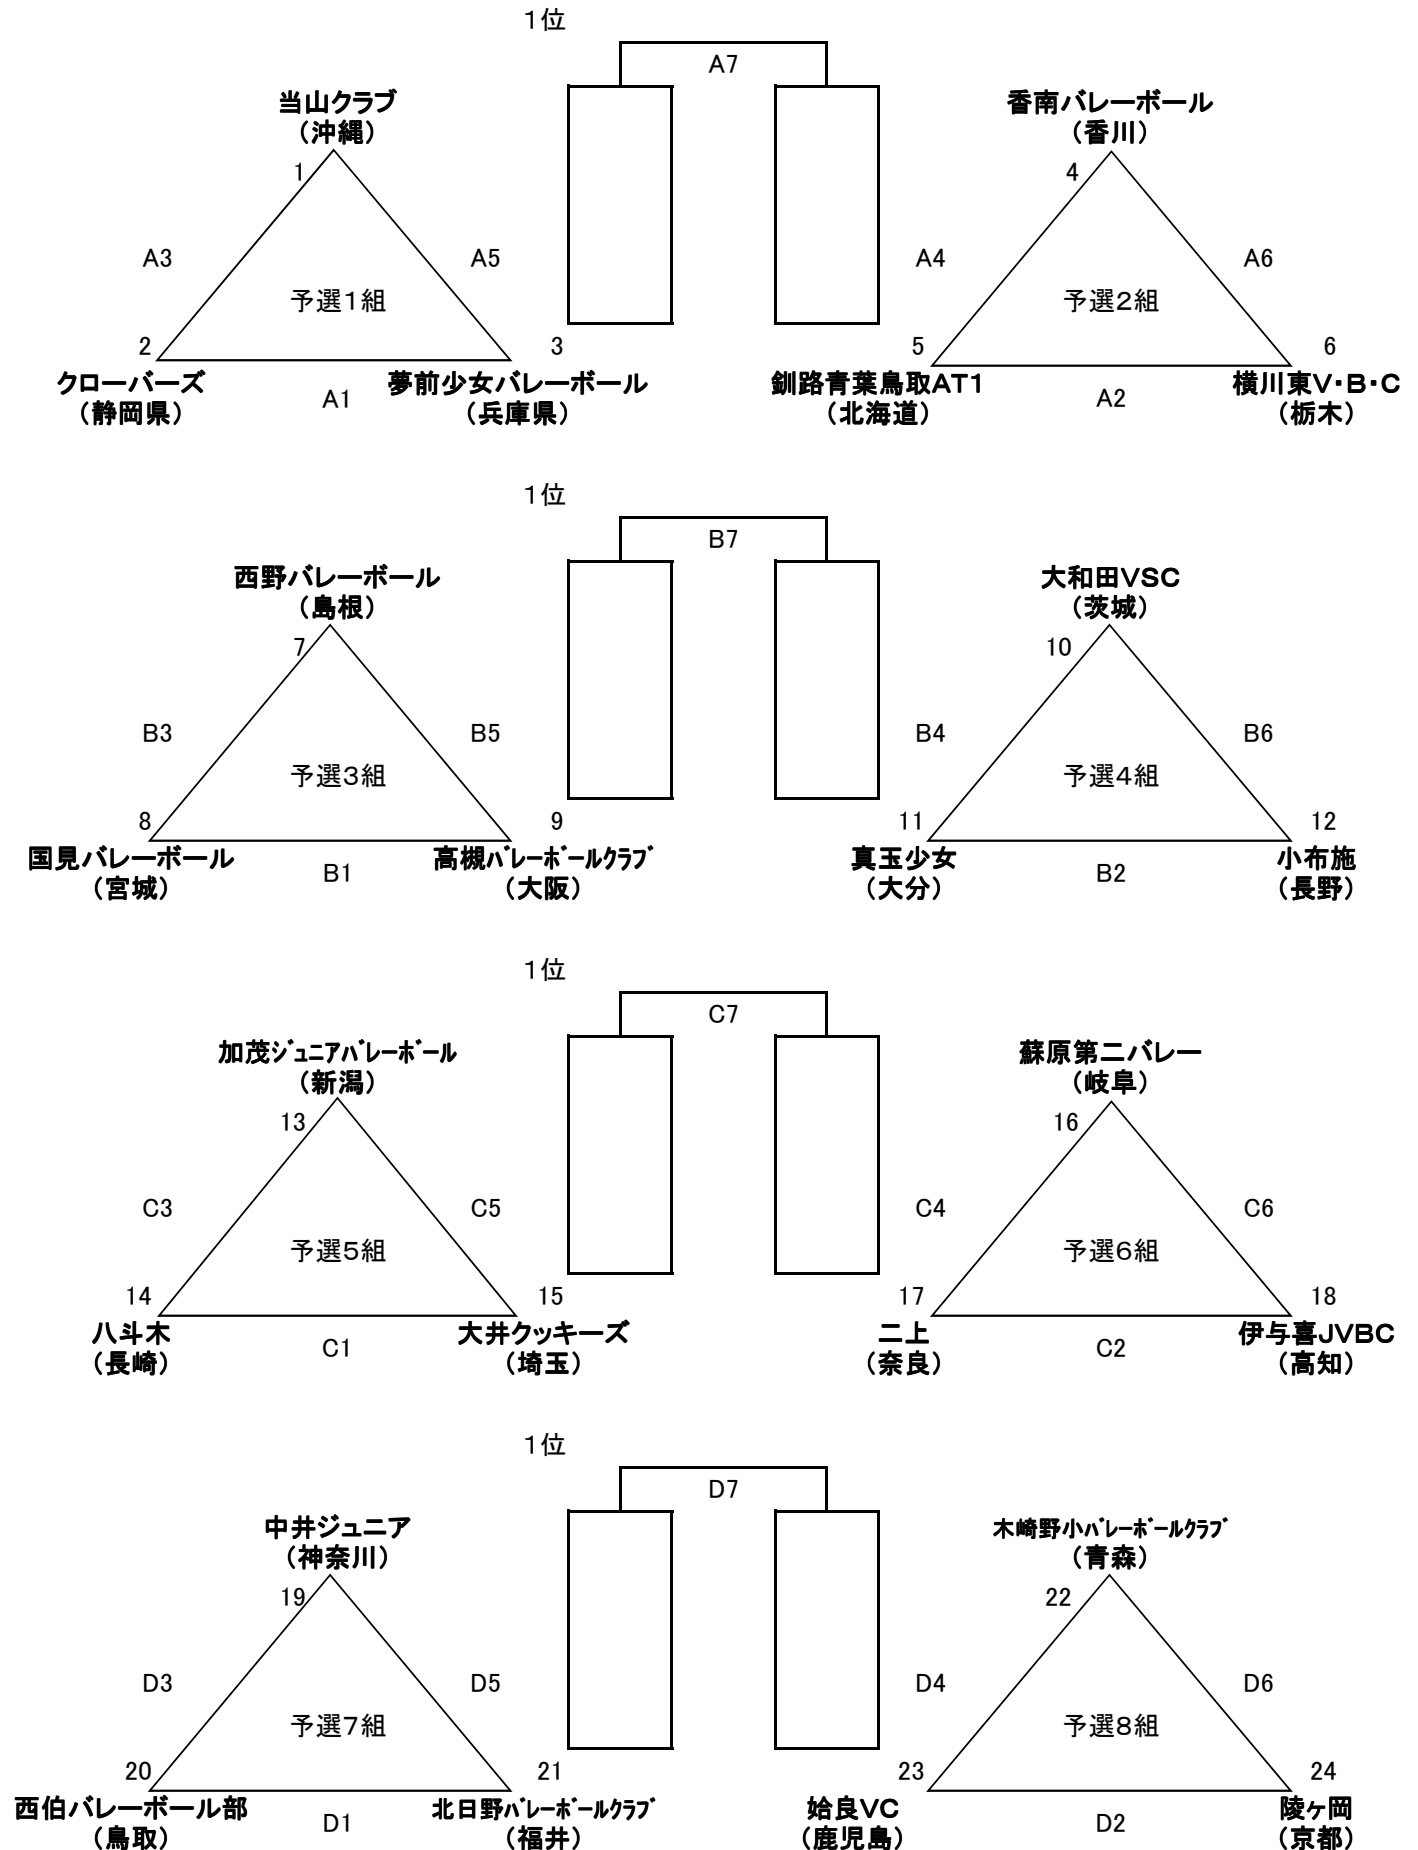 1位
A7
当山クラブ
（沖縄）
香南バレーボール
（香川）
1
4
A3
A5
A4
A6
予選1組
予選2組
2
3
5
6
クローバーズ
（静岡県）
A1
夢前少女バレーボール
（兵庫県）
釧路青葉鳥取AT1
（北海道）
A2
横川東V・B・C
（栃木）
1位
B7
西野バレーボール
（島根）
大和田VSC
（茨城）
7
10
B3
B5
B4
B6
予選3組
予選4組
8
9
11
12
国見バレーボール
（宮城）
B1
高槻ﾊﾞﾚｰﾎﾞｰﾙｸﾗﾌﾞ
（大阪）
真玉少女
（大分）
B2
小布施
（長野）
1位
C7
加茂ｼﾞｭﾆｱﾊﾞﾚｰﾎﾞｰﾙ
（新潟）
蘇原第二バレー
（岐阜）
13
16
C3
C5
C4
C6
予選5組
予選6組
14
15
17
18
八斗木
（長崎）
C1
大井クッキーズ
（埼玉）
二上
（奈良）
C2
伊与喜JVBC
（高知）
1位
D7
中井ジュニア
（神奈川）
木崎野小ﾊﾞﾚｰﾎﾞｰﾙｸﾗﾌﾞ
（青森）
19
22
D3
D5
D4
D6
予選7組
予選8組
20
21
23
24
西伯バレーボール部
（鳥取）
D1
北日野ﾊﾞﾚｰﾎﾞｰﾙｸﾗﾌﾞ
（福井）
姶良VC
（鹿児島）
D2
陵ヶ岡
（京都）